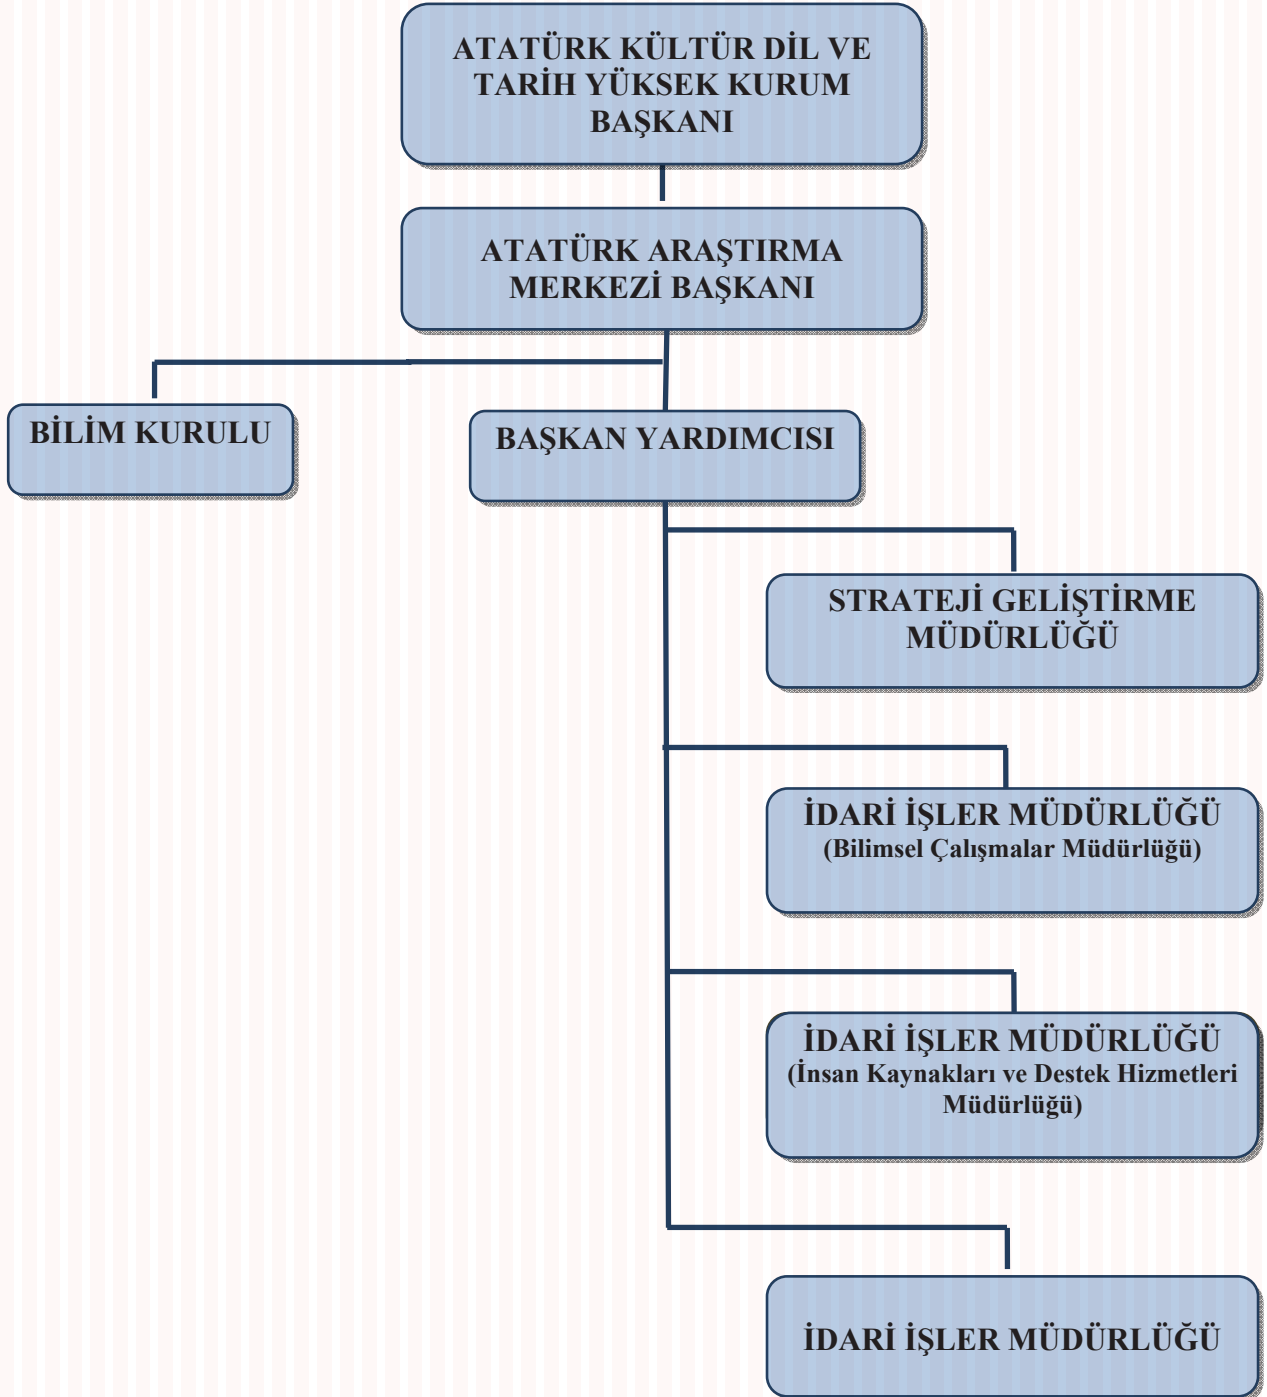 ATATÜRK KÜLTÜR DİL VE
TARİH YÜKSEK KURUM
BAŞKANI
ATATÜRK ARAŞTIRMA
MERKEZİ BAŞKANI
BİLİM KURULU
BAŞKAN YARDIMCISI
STRATEJİ GELİŞTİRME
MÜDÜRLÜĞÜ
İDARİ İŞLER MÜDÜRLÜĞÜ
(Bilimsel Çalışmalar Müdürlüğü)
İDARİ İŞLER MÜDÜRLÜĞÜ
(İnsan Kaynakları ve Destek Hizmetleri
Müdürlüğü)
İDARİ İŞLER MÜDÜRLÜĞÜ